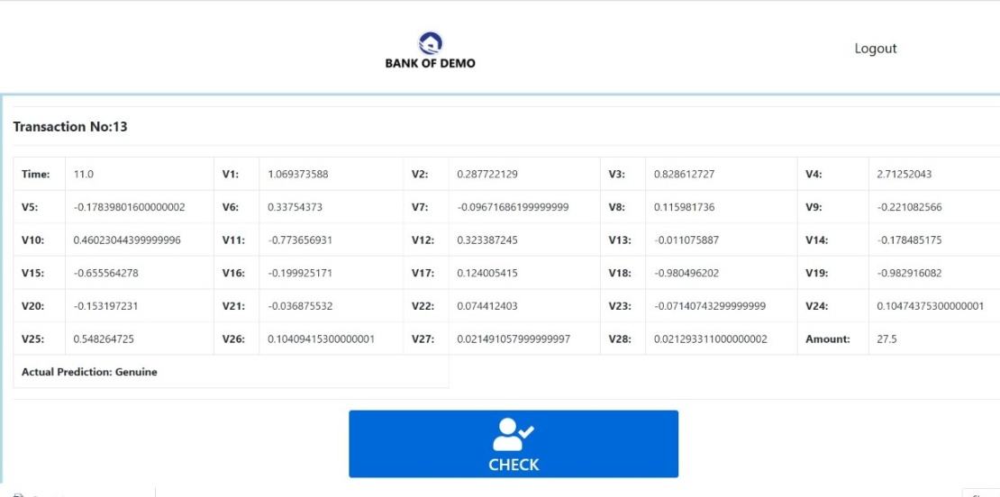 BANK OF DEMO
Logout
Transaction No:13
Time: 11.0 V1: 1.069373588 V2: 0.287722129 V3: 0.828612727 V4: 2.71252043
V5: -0.17839801600000002 V6: 0.33754373 V7: -0.09671686199999999 V8: 0.115981736 V9: -0.221082566
V10: 0.46023044399999996 V11: -0.773656931 V12: 0.323387245 V13: -0.011075887 V14: -0.178485175
V15: -0.655564278 V16: -0.199925171 V17: 0.124005415 V18: -0.980496202 V19: -0.982916082
V20: -0.153197231 V21: -0.036875532 V22: 0.074412403 V23: -0.07140743299999999 V24: 0.10474375300000001
V25: 0.548264725 V26: 0.10409415300000001 V27: 0.021491057999999997 V28: 0.021293311000000002 Amount: 27.5
Actual Prediction: Genuine
CHECK